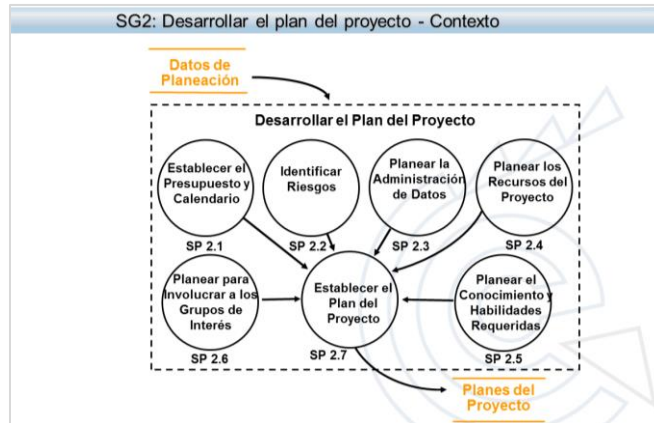 SG2: Desarrollar el plan del proyecto - Contexto
Datos de
Planeación
Desarrollar el Plan del Proyecto
Establecer el
Presupuesto y
Calendario
SP 2.1
Identificar
Riesgos
SP 2.2
Planear la
Administración
de Datos
SP 2.3
Planear los
Recursos del
Proyecto
SP 2.4
Planear para
Involucrar a los
Grupos de
Interés
SP 2.6
Establecer el
Plan del
Proyecto
SP 2.7
Planear el
Conocimiento y
Habilidades
Requeridas
SP 2.5
Planes del
Proyecto